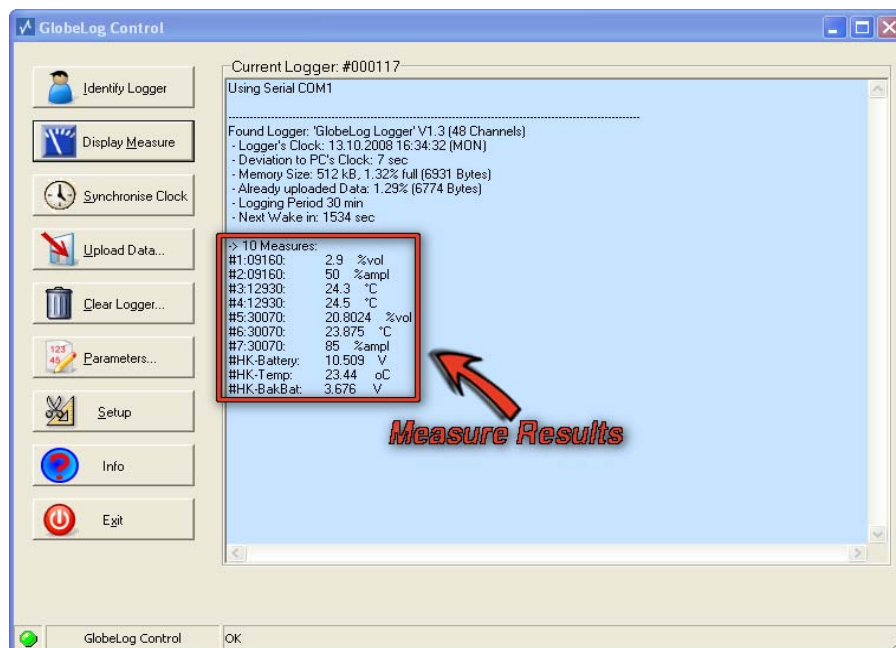 GlobeLog Control
Identify Logger
Display Measure
Synchronise Clock
Upload Data...
Clear Logger...
123
45
Parameters...
Setup
Info
Exit
Current Logger: #000117
Using Serial COM1
--------------------------------------------------------------------------------
Found Logger: 'GlobeLog Logger' V1.3 (48 Channels)
- Logger's Clock: 13.10.2008 16:34:32 (MON)
- Deviation to PC's Clock: 7 sec
- Memory Size: 512 kB, 1.32% full (6931 Bytes)
- Already uploaded Data: 1.29% (6774 Bytes)
- Logging Period 30 min
- Next Wake in: 1534 sec
-> 10 Measures:
#1:09160: 2.9 %vol
#2:09160: 50 %ampl
#3:12930: 24.3 °C
#4:12930: 24.5 °C
#5:30070: 20.8024 %vol
#6:30070: 23.875 °C
#7:30070: 85 %ampl
#HK-Battery: 10.509 V
#HK-Temp: 23.44 oC
#HK-BakBat: 3.676 V
Measure Results
GlobeLog Control
OK